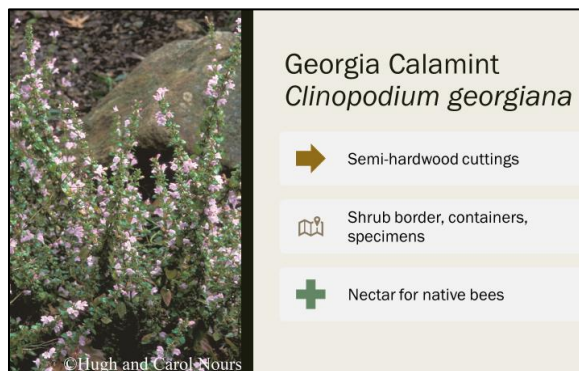 Georgia Calamint
Clinopodium georgiana
Semi-hardwood cuttings
Shrub border, containers,
specimens
Nectar for native bees
©Hugh and Carol Nours